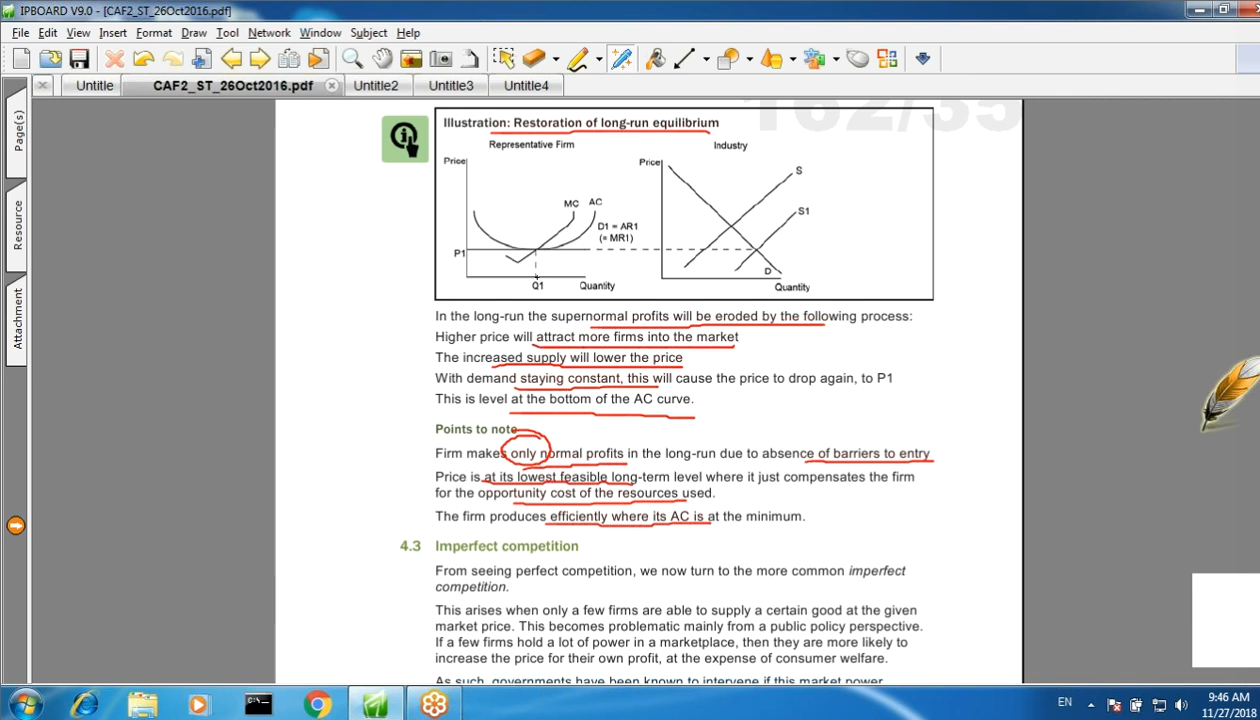 IPBOARD V9.0 - [CAF2_ST_26Oct2016.pdf]
File Edit View Insert Format Draw Tool Network Window Subject Help
Untitle CAF2_ST_26Oct2016.pdf Untitle2 Untitle3 Untitle4
Page(s)
Resource
Attachment
Illustration: Restoration of long-run equilibrium
Representative Firm
Industry
Price
Price
S
MC AC
S1
D1 = AR1
(= MR1)
P1
D
Q1 Quantity
Quantity
In the long-run the supernormal profits will be eroded by the following process:
Higher price will attract more firms into the market
The increased supply will lower the price
With demand staying constant, this will cause the price to drop again, to P1
This is level at the bottom of the AC curve.
Points to note
Firm makes only normal profits in the long-run due to absence of barriers to entry
Price is at its lowest feasible long-term level where it just compensates the firm
for the opportunity cost of the resources used.
The firm produces efficiently where its AC is at the minimum.
4.3 Imperfect competition
From seeing perfect competition, we now turn to the more common imperfect
competition.
This arises when only a few firms are able to supply a certain good at the given
market price. This becomes problematic mainly from a public policy perspective.
If a few firms hold a lot of power in a marketplace, then they are more likely to
increase the price for their own profit, at the expense of consumer welfare.
As such, governments have been known to intervene if this market power
EN
9:46 AM
11/27/2018